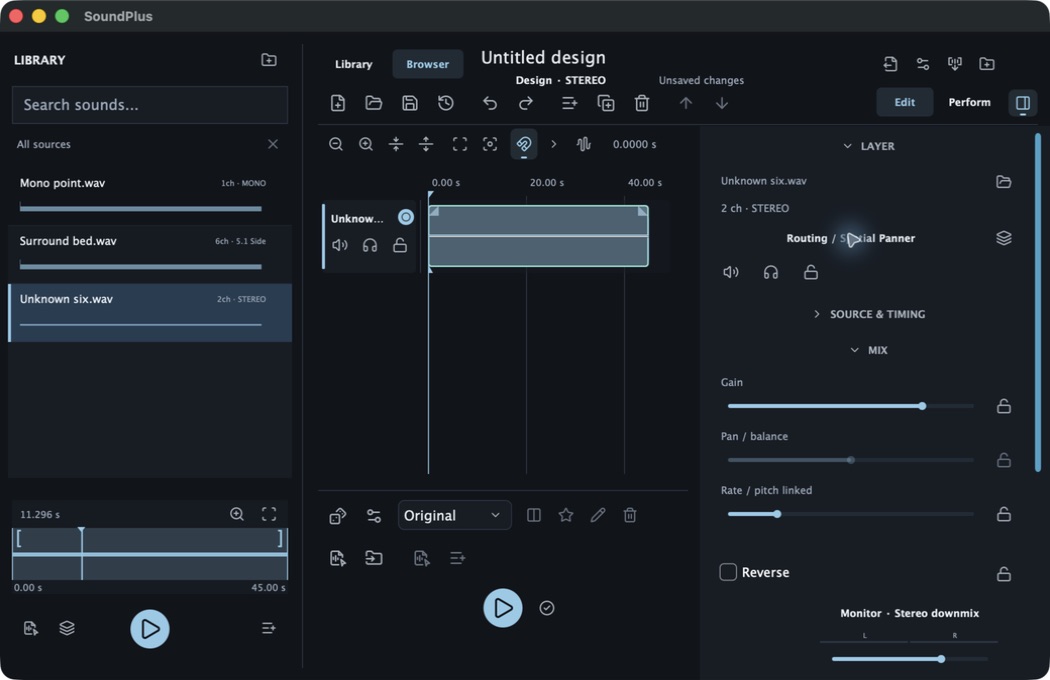 SoundPlus
LIBRARY
Search sounds...
All sources
Mono point.wav
1ch · MONO
Surround bed.wav
6ch · 5.1 Side
Unknown six.wav
2ch · STEREO
11.296 s
0.00 s
45.00 s
Library
Browser
Untitled design
Design · STEREO
Unsaved changes
Edit
Perform
0.0000 s
0.00 s
20.00 s
40.00 s
Unknow...
Original
LAYER
Unknown six.wav
2 ch · STEREO
Routing / Spatial Panner
SOURCE & TIMING
MIX
Gain
Pan / balance
Rate / pitch linked
Reverse
Monitor · Stereo downmix
L
R